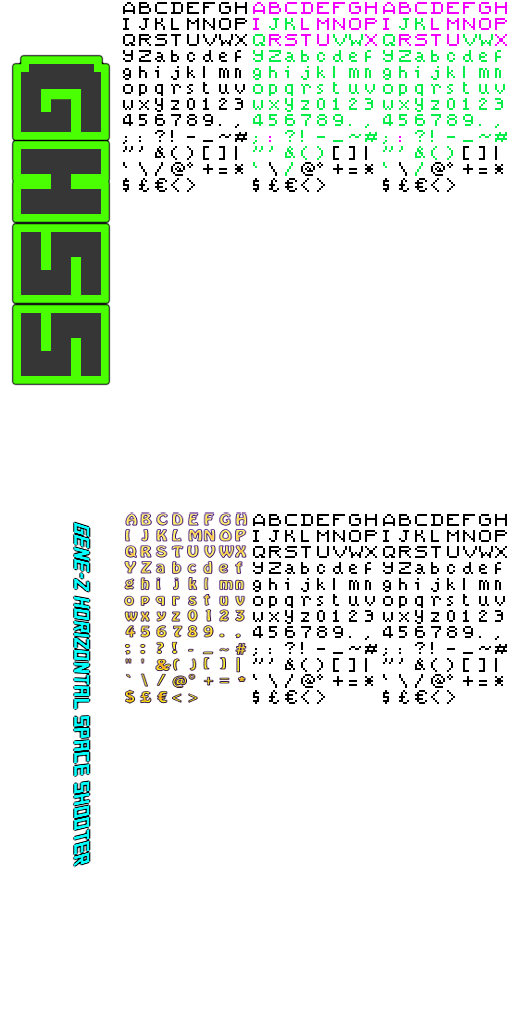 GHSS
ABCDEFGH
IJKLMNOP
QRSTUVWX
YZabcdef
ghijklmn
opqrstuv
wxyz0123
456789.,
;:?!-_~#
"'&()[]|
`\/@°+=*
$£€<>
ABCDEFGH
IJKLMNOP
QRSTUVWX
YZabcdef
ghijklmn
opqrstuv
wxyz0123
456789.,
;:?!-_~#
"'&()[]|
`\/@°+=*
$£€<>
ABCDEFGH
IJKLMNOP
QRSTUVWX
YZabcdef
ghijklmn
opqrstuv
wxyz0123
456789.,
;:?!-_~#
"'&()[]|
`\/@°+=*
$£€<>
GENE-Z HORIZONTAL SPACE SHOOTER
ABCDEFGH
IJKLMNOP
QRSTUVWX
YZabcdef
ghijklmn
opqrstuv
wxyz0123
456789.,
;:?!-_~#
"'&()[]|
`\/@°+=*
$£€<>
ABCDEFGH
IJKLMNOP
QRSTUVWX
YZabcdef
ghijklmn
opqrstuv
wxyz0123
456789.,
;:?!-_~#
"'&()[]|
`\/@°+=*
$£€<>
ABCDEFGH
IJKLMNOP
QRSTUVWX
YZabcdef
ghijklmn
opqrstuv
wxyz0123
456789.,
;:?!-_~#
"'&()[]|
`\/@°+=*
$£€<>